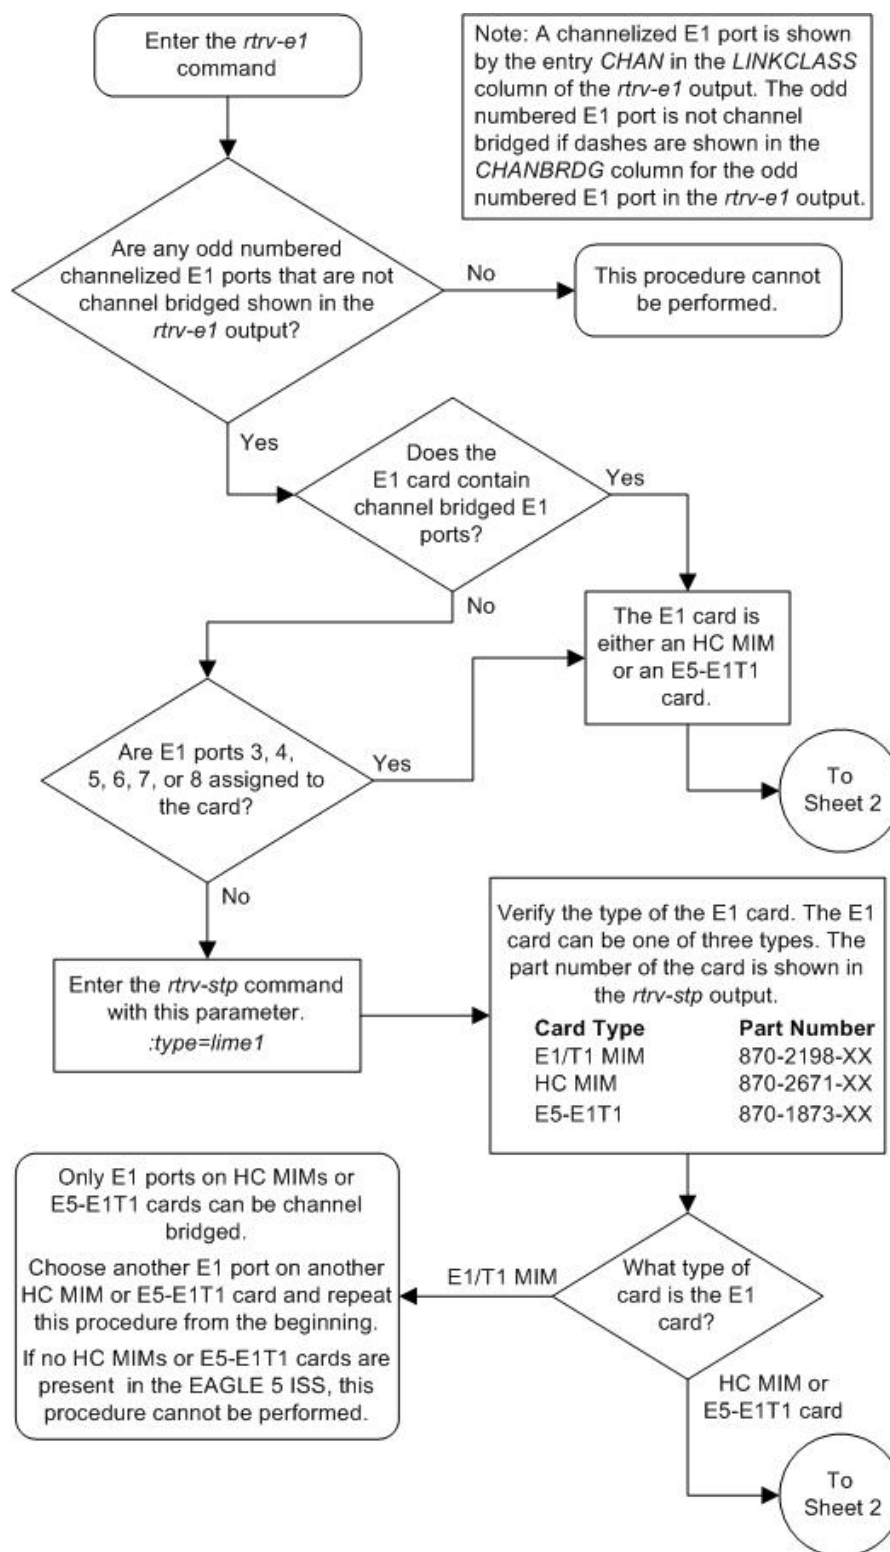 Enter the rtrv-e1
command
Note: A channelized E1 port is shown
by the entry CHAN in the LINKCLASS
column of the rtrv-e1 output. The odd
numbered E1 port is not channel
bridged if dashes are shown in the
CHANBRDG column for the odd
numbered E1 port in the rtrv-e1 output.
Are any odd numbered
channelized E1 ports that are not
channel bridged shown in the
rtrv-e1 output?
No
This procedure cannot
be performed.
Yes
Does the
E1 card contain
channel bridged E1
ports?
Yes
No
The E1 card is
either an HC MIM
or an E5-E1T1
card.
Are E1 ports 3, 4,
5, 6, 7, or 8 assigned to
the card?
Yes
To
Sheet 2
No
Enter the rtrv-stp command
with this parameter.
:type=lime1
Verify the type of the E1 card. The E1
card can be one of three types. The
part number of the card is shown in
the rtrv-stp output.
Card Type Part Number
E1/T1 MIM 870-2198-XX
HC MIM 870-2671-XX
E5-E1T1 870-1873-XX
What type of
card is the E1
card?
E1/T1 MIM
Only E1 ports on HC MIMs or
E5-E1T1 cards can be channel
bridged.
Choose another E1 port on another
HC MIM or E5-E1T1 card and repeat
this procedure from the beginning.
If no HC MIMs or E5-E1T1 cards are
present in the EAGLE 5 ISS, this
procedure cannot be performed.
HC MIM or
E5-E1T1 card
To
Sheet 2